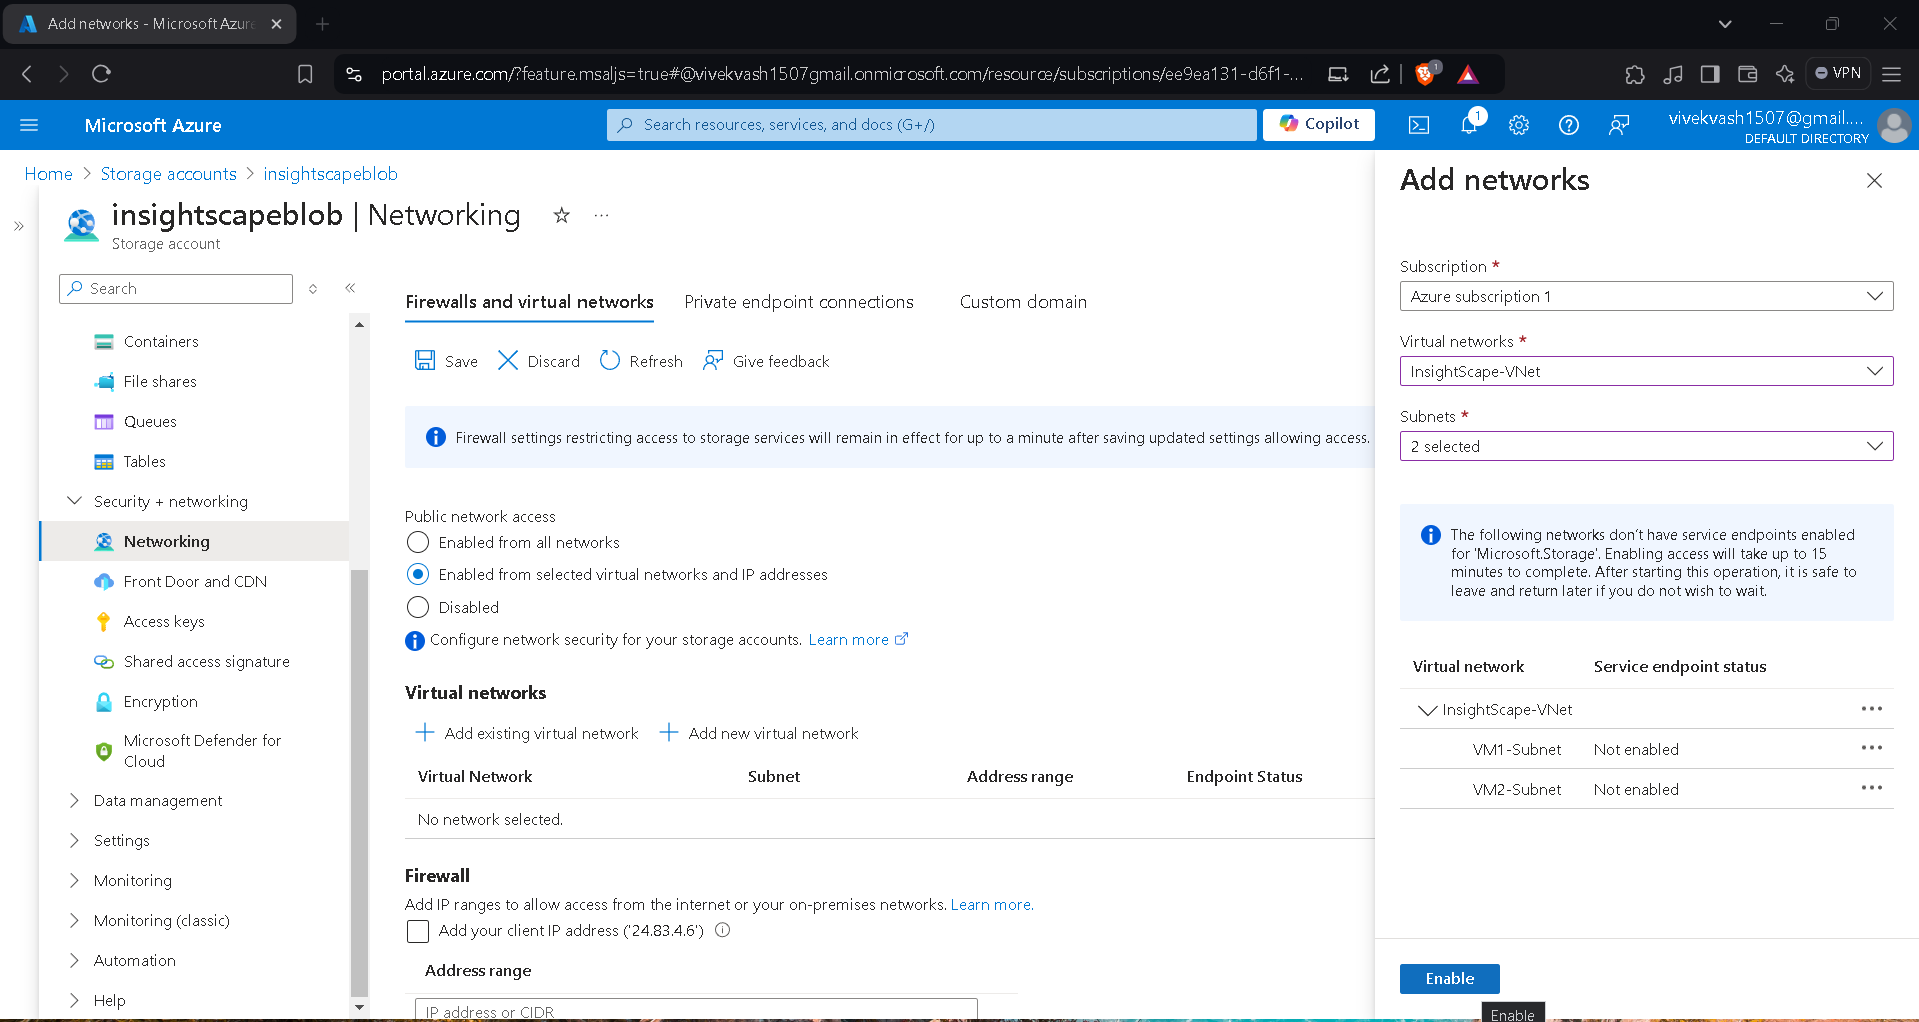 Add networks - Microsoft Azure
portal.azure.com/?feature.msaljs=true#@vivekvash1507gmail.onmicrosoft.com/resource/subscriptions/ee9ea131-d6f1-...
1
VPN
Microsoft Azure
Search resources, services, and docs (G+/)
Copilot
1
vivekvash1507@gmail....
DEFAULT DIRECTORY
Home > Storage accounts > insightscapeblob
insightscapeblob | Networking
Storage account
Search
Containers
File shares
Queues
Tables
Security + networking
Networking
Front Door and CDN
Access keys
Shared access signature
Encryption
Microsoft Defender for
Cloud
Data management
Settings
Monitoring
Monitoring (classic)
Automation
Help
Firewalls and virtual networks
Private endpoint connections
Custom domain
Save
Discard
Refresh
Give feedback
Firewall settings restricting access to storage services will remain in effect for up to a minute after saving updated settings allowing access.
Public network access
Enabled from all networks
Enabled from selected virtual networks and IP addresses
Disabled
Configure network security for your storage accounts. Learn more
Virtual networks
Add existing virtual network
Add new virtual network
Virtual Network Subnet Address range Endpoint Status
No network selected.
Firewall
Add IP ranges to allow access from the internet or your on-premises networks. Learn more.
Add your client IP address ('24.83.4.6')
Address range
IP address or CIDR
Add networks
Subscription *
Azure subscription 1
Virtual networks *
InsightScape-VNet
Subnets *
2 selected
The following networks don't have service endpoints enabled
for 'Microsoft.Storage'. Enabling access will take up to 15
minutes to complete. After starting this operation, it is safe to
leave and return later if you do not wish to wait.
Virtual network Service endpoint status
InsightScape-VNet
VM1-Subnet Not enabled
VM2-Subnet Not enabled
Enable
Enable